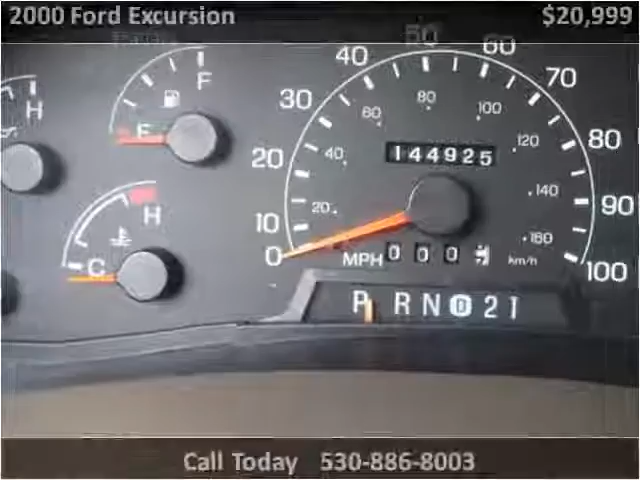 2000 Ford Excursion $20,999
40 50 60
F
30 70
H
60 80 100
E
80
20 40 144925 120
140
H 20 90
10
0 MPH 000 160
C km/h 100
P R N D 2 1
Call Today 530-886-8003